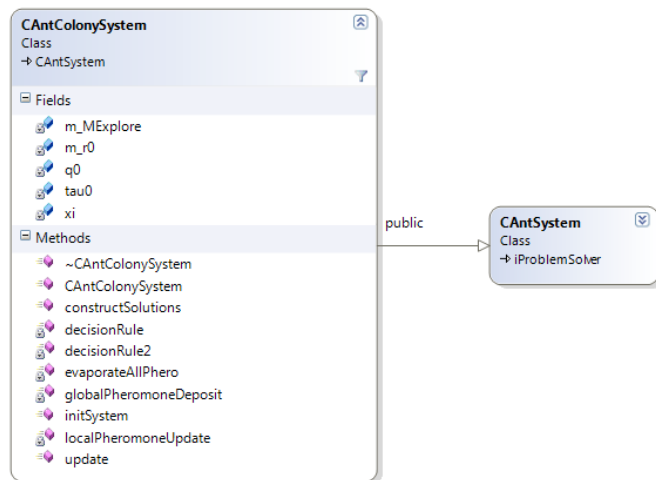 CAntColonySystem
Class
CAntSystem
Fields
m_MExplore
m_r0
q0
tau0
xi
Methods
~CAntColonySystem
CAntColonySystem
constructSolutions
decisionRule
decisionRule2
evaporateAllPhero
globalPheromoneDeposit
initSystem
localPheromoneUpdate
update
public
CAntSystem
Class
iProblemSolver